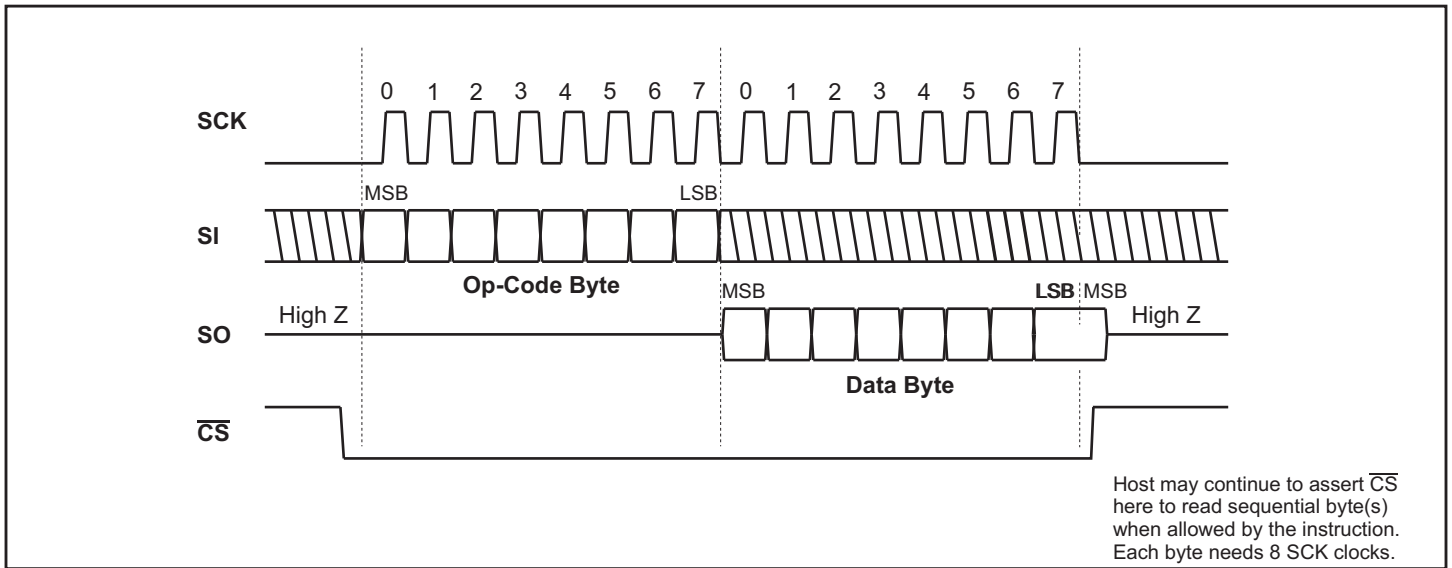 0 1 2 3 4 5 6 7 0 1 2 3 4 5 6 7
SCK
MSB LSB
SI
Op-Code Byte
MSB LSB MSB
High Z High Z
SO
Data Byte
CS
Host may continue to assert CS
here to read sequential byte(s)
when allowed by the instruction.
Each byte needs 8 SCK clocks.